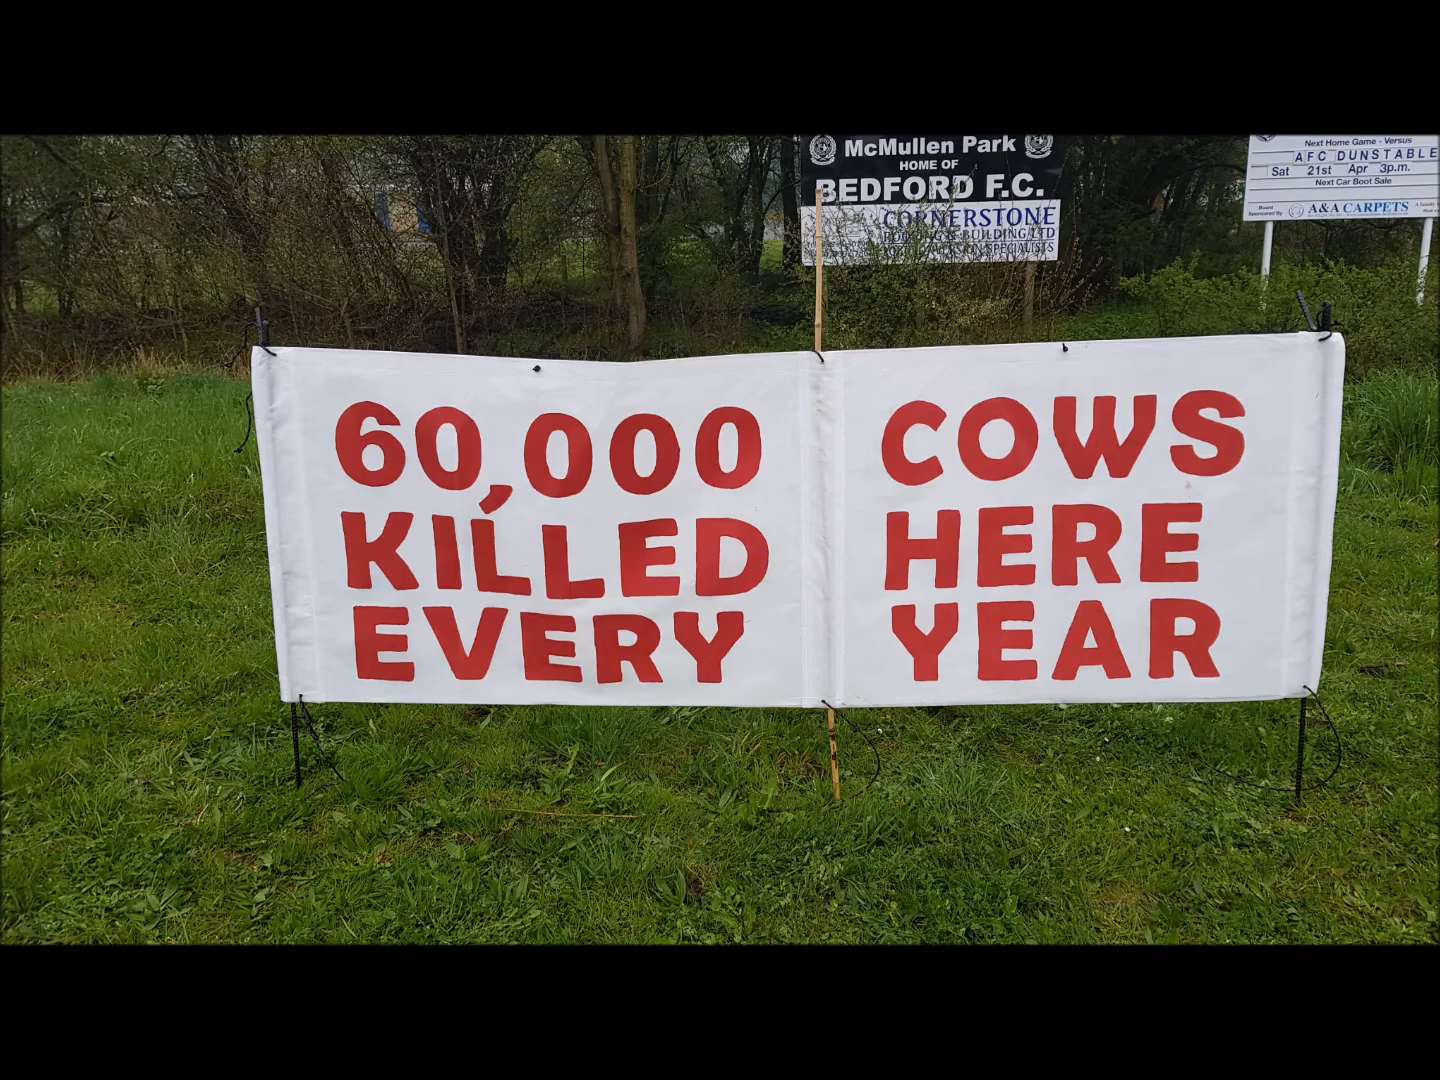 McMullen Park
HOME OF
BEDFORD F.C.
CORNERSTONE
BUILDING LTD
SPECIALISTS
Next Home Game - Versus
AFC DUNSTABLE
Sat 21st Apr 3p.m.
Next Car Boot Sale
Board
Sponsored By
A&A CARPETS
60,000 COWS
KILLED HERE
EVERY YEAR